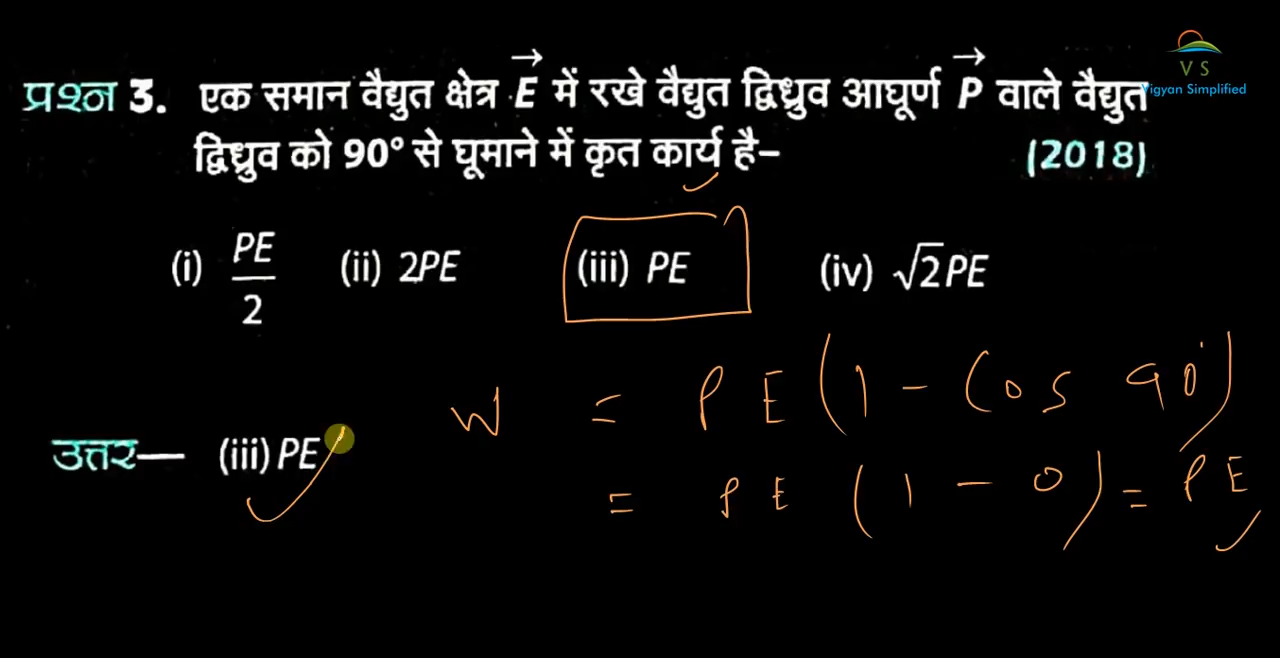 V S
Vigyan Simplified
प्रश्न 3. एक समान वैद्युत क्षेत्र E में रखे वैद्युत द्विध्रुव आघूर्ण P वाले वैद्युत
द्विध्रुव को 90° से घूमाने में कृत कार्य है– (2018)
(i) PE/2 (ii) 2PE (iii) PE (iv) √2PE
W = PE(1 - Cos 90°)
उत्तर— (iii) PE
= PE (1 - 0) = PE